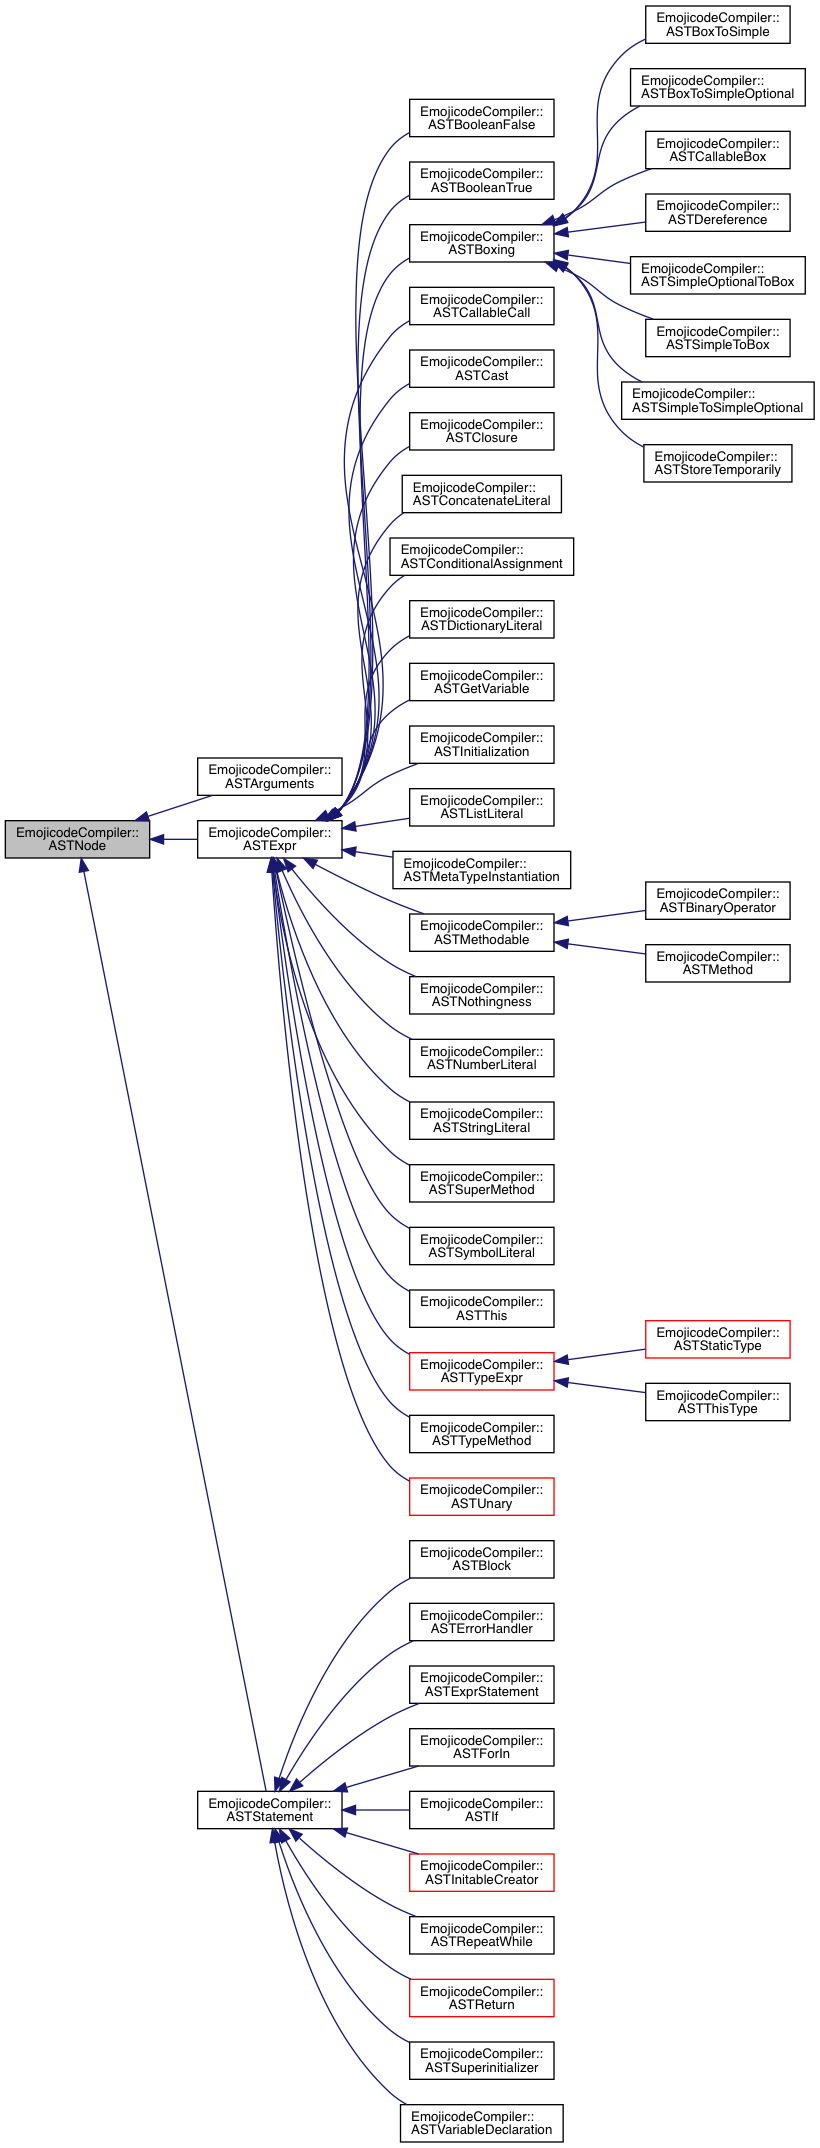 EmojicodeCompiler::
ASTBoxToSimple
EmojicodeCompiler::
ASTBoxToSimpleOptional
EmojicodeCompiler::
ASTBooleanFalse
EmojicodeCompiler::
ASTCallableBox
EmojicodeCompiler::
ASTBooleanTrue
EmojicodeCompiler::
ASTDereference
EmojicodeCompiler::
ASTBoxing
EmojicodeCompiler::
ASTSimpleOptionalToBox
EmojicodeCompiler::
ASTCallableCall
EmojicodeCompiler::
ASTSimpleToBox
EmojicodeCompiler::
ASTCast
EmojicodeCompiler::
ASTSimpleToSimpleOptional
EmojicodeCompiler::
ASTClosure
EmojicodeCompiler::
ASTStoreTemporarily
EmojicodeCompiler::
ASTConcatenateLiteral
EmojicodeCompiler::
ASTConditionalAssignment
EmojicodeCompiler::
ASTDictionaryLiteral
EmojicodeCompiler::
ASTGetVariable
EmojicodeCompiler::
ASTInitialization
EmojicodeCompiler::
ASTArguments
EmojicodeCompiler::
ASTListLiteral
EmojicodeCompiler::
ASTNode
EmojicodeCompiler::
ASTExpr
EmojicodeCompiler::
ASTMetaTypeInstantiation
EmojicodeCompiler::
ASTBinaryOperator
EmojicodeCompiler::
ASTMethodable
EmojicodeCompiler::
ASTMethod
EmojicodeCompiler::
ASTNothingness
EmojicodeCompiler::
ASTNumberLiteral
EmojicodeCompiler::
ASTStringLiteral
EmojicodeCompiler::
ASTSuperMethod
EmojicodeCompiler::
ASTSymbolLiteral
EmojicodeCompiler::
ASTThis
EmojicodeCompiler::
ASTStaticType
EmojicodeCompiler::
ASTTypeExpr
EmojicodeCompiler::
ASTThisType
EmojicodeCompiler::
ASTTypeMethod
EmojicodeCompiler::
ASTUnary
EmojicodeCompiler::
ASTBlock
EmojicodeCompiler::
ASTErrorHandler
EmojicodeCompiler::
ASTExprStatement
EmojicodeCompiler::
ASTForIn
EmojicodeCompiler::
ASTStatement
EmojicodeCompiler::
ASTIf
EmojicodeCompiler::
ASTInitableCreator
EmojicodeCompiler::
ASTRepeatWhile
EmojicodeCompiler::
ASTReturn
EmojicodeCompiler::
ASTSuperinitializer
EmojicodeCompiler::
ASTVariableDeclaration